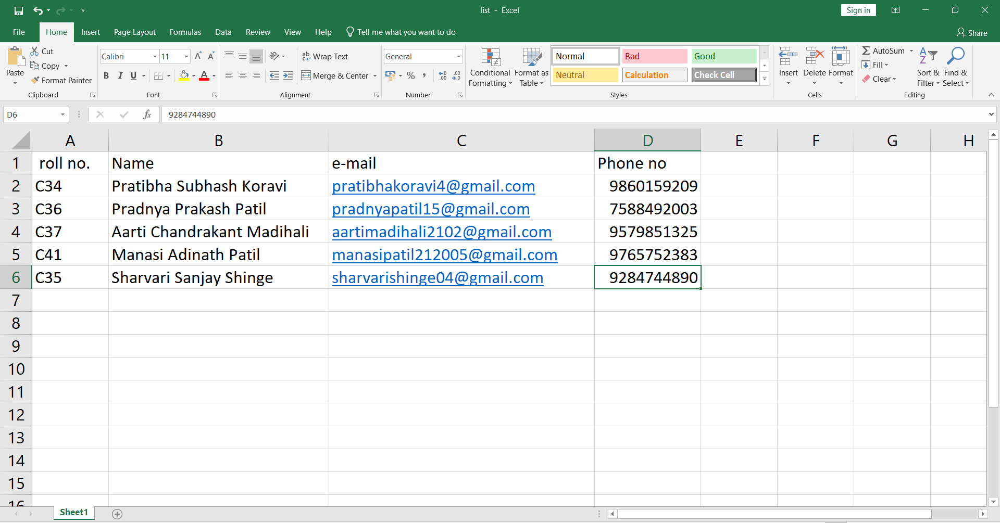 list - Excel
Sign in
File Home Insert Page Layout Formulas Data Review View Help Tell me what you want to do Share
Paste
Cut
Copy
Format Painter
Clipboard
Calibri 11
B I U
Font
Wrap Text
Merge & Center
Alignment
General
Number
Conditional Formatting
Format as Table
Normal Bad Good
Neutral Calculation Check Cell
Styles
Insert Delete Format
Cells
AutoSum
Fill
Clear
Sort & Filter
Find & Select
Editing
D6 fx 9284744890
A B C D E F G H
1 roll no. Name e-mail Phone no
2 C34 Pratibha Subhash Koravi pratibhakoravi4@gmail.com 9860159209
3 C36 Pradnya Prakash Patil pradnyapatil15@gmail.com 7588492003
4 C37 Aarti Chandrakant Madihali aartimadihali2102@gmail.com 9579851325
5 C41 Manasi Adinath Patil manasipatil212005@gmail.com 9765752383
6 C35 Sharvari Sanjay Shinge sharvarishinge04@gmail.com 9284744890
7
8
9
10
11
12
13
14
15
16
Sheet1